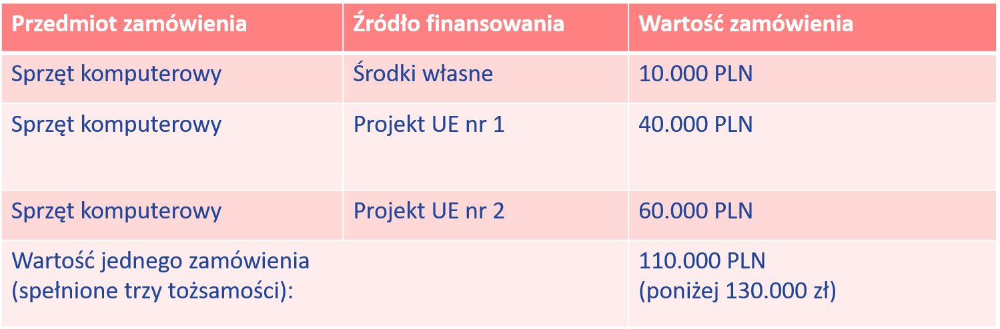 Przedmiot zamówienia Źródło finansowania Wartość zamówienia
Sprzęt komputerowy Środki własne 10.000 PLN
Sprzęt komputerowy Projekt UE nr 1 40.000 PLN
Sprzęt komputerowy Projekt UE nr 2 60.000 PLN
Wartość jednego zamówienia 110.000 PLN
(spełnione trzy tożsamości): (poniżej 130.000 zł)